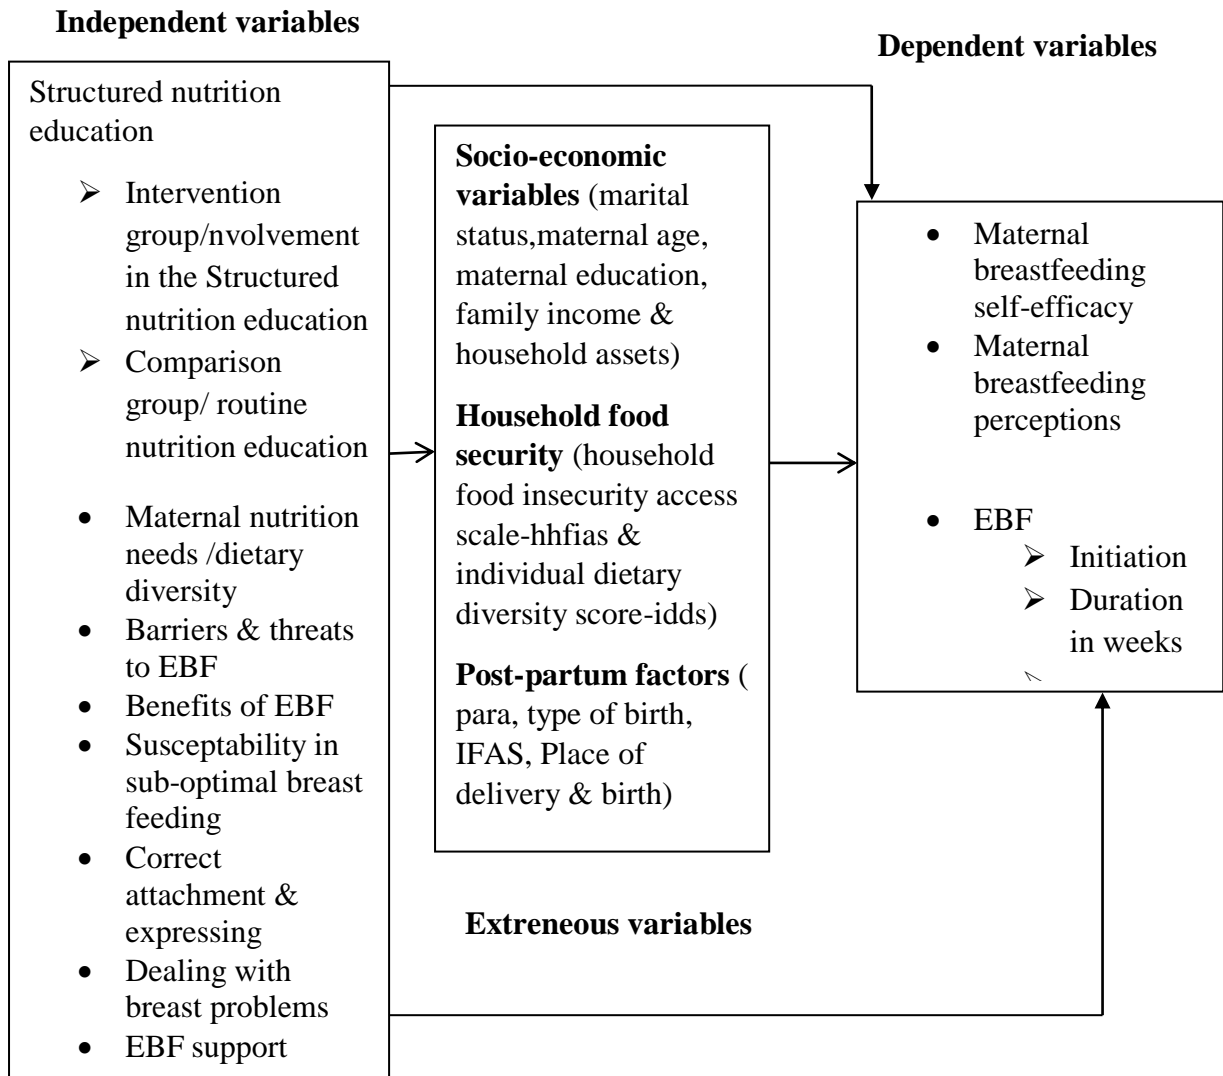 Independent variables
Dependent variables
Structured nutrition
education
➢ Intervention
group/nvolvement
in the Structured
nutrition education
➢ Comparison
group/ routine
nutrition education
• Maternal nutrition
needs /dietary
diversity
• Barriers & threats
to EBF
• Benefits of EBF
• Susceptability in
sub-optimal breast
feeding
• Correct
attachment &
expressing
• Dealing with
breast problems
• EBF support
Socio-economic
variables (marital
status,maternal age,
maternal education,
family income &
household assets)
Household food
security (household
food insecurity access
scale-hhfias &
individual dietary
diversity score-idds)
Post-partum factors (
para, type of birth,
IFAS, Place of
delivery & birth)
Extreneous variables
• Maternal
breastfeeding
self-efficacy
• Maternal
breastfeeding
perceptions
• EBF
➢ Initiation
➢ Duration
in weeks